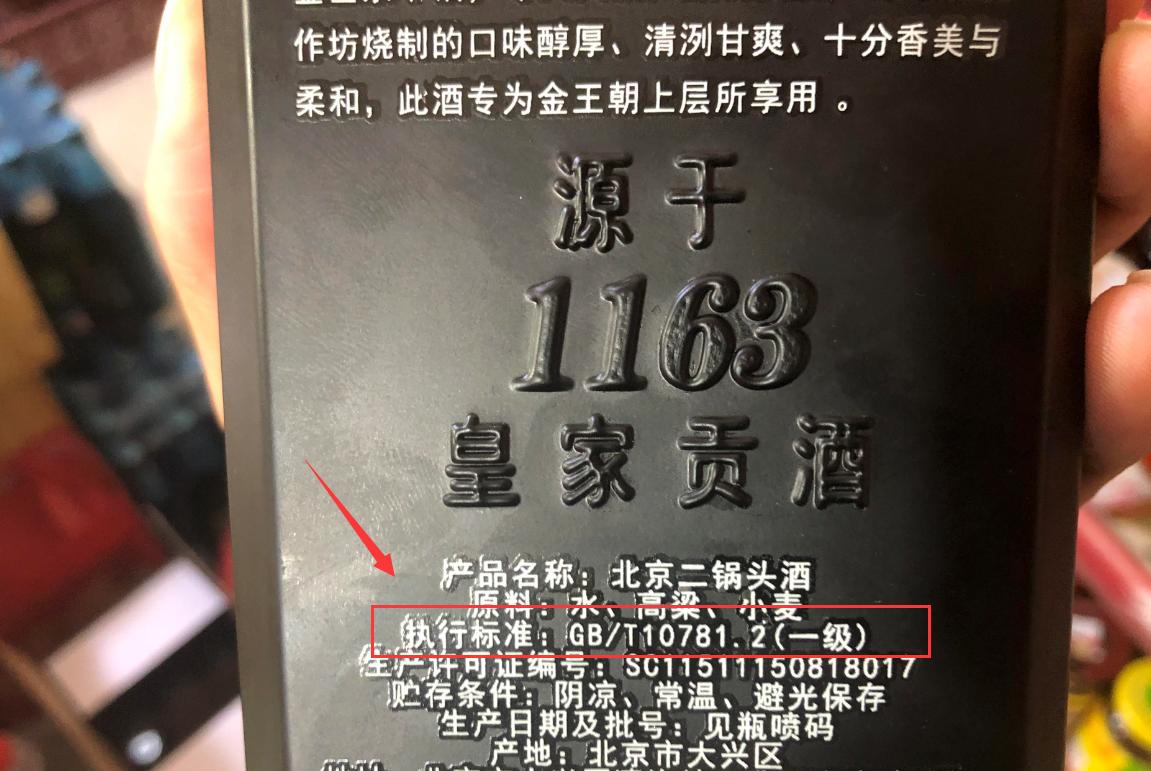 作坊烧制的口味醇厚、清洌甘爽、十分香美与
柔和，此酒专为金王朝上层所享用。
源于
1163
皇家贡酒
产品名称：北京二锅头酒
原料：水、高粱、小麦
执行标准：GB/T10781.2(一级)
生产许可证编号：SC11511150818017
贮存条件：阴凉、常温、避光保存
生产日期及批号：见瓶喷码
产地：北京市大兴区